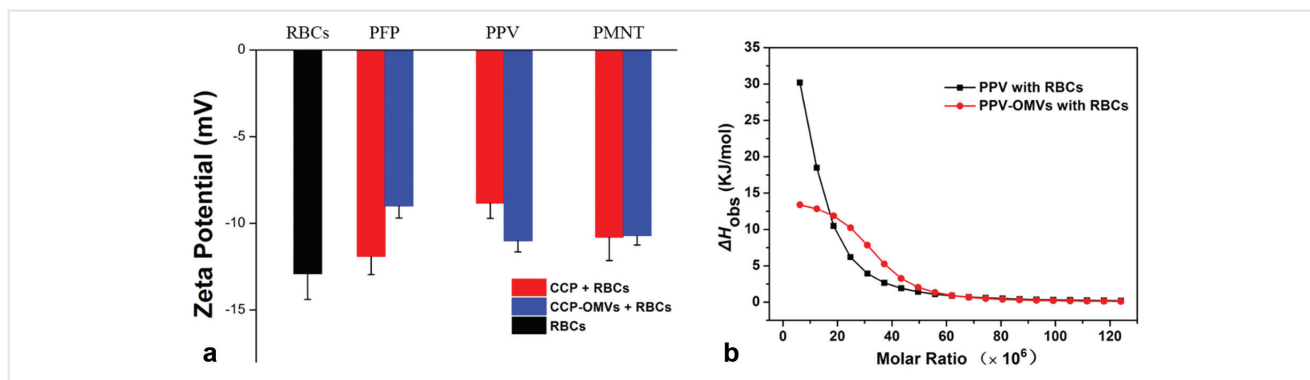 RBCs PFP PPV PMNT
0
-5
-10
-15
Zeta Potential (mV)
CCP + RBCs
CCP-OMVs + RBCs
RBCs
a
35
30
25
20
15
10
5
0
ΔH obs (KJ/mol)
PPV with RBCs
PPV-OMVs with RBCs
0 20 40 60 80 100 120
Molar Ratio (× 10⁶)
b